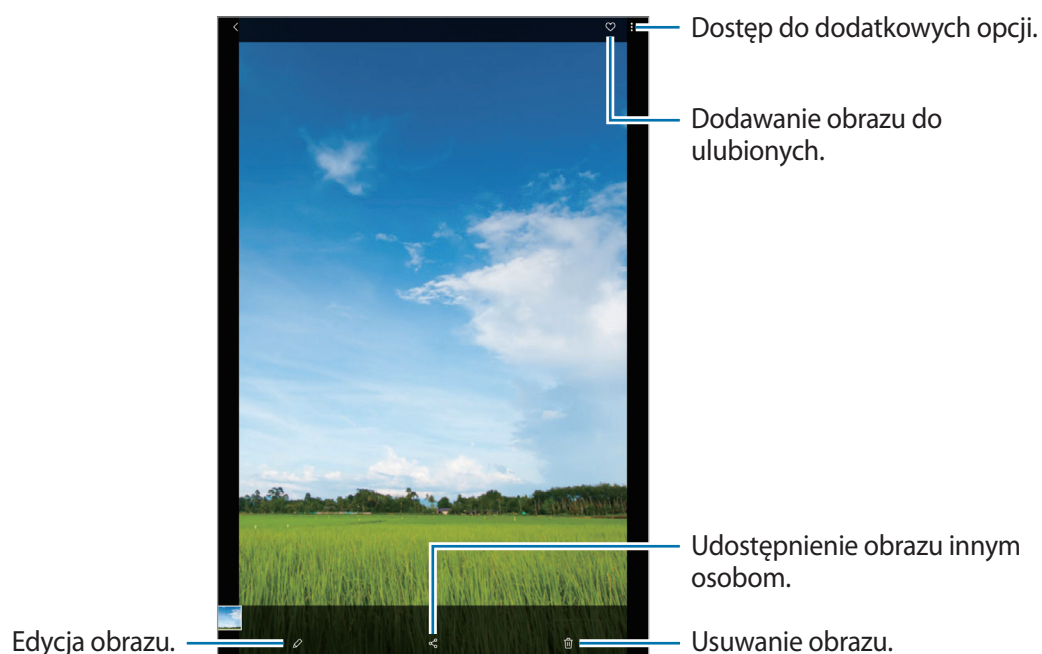 Dostęp do dodatkowych opcji.
Dodawanie obrazu do
ulubionych.
Udostępnienie obrazu innym
osobom.
Edycja obrazu.
Usuwanie obrazu.